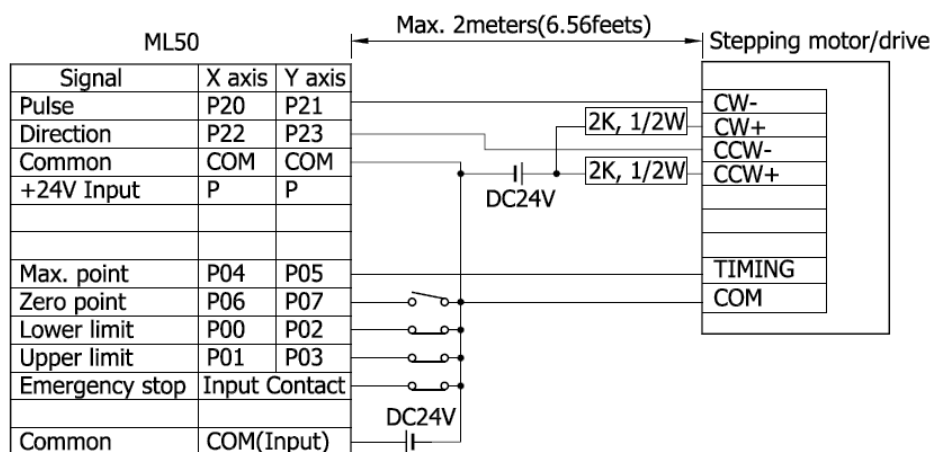 Max. 2meters(6.56feets)
ML50
Stepping motor/drive
Signal X axis Y axis
Pulse P20 P21
Direction P22 P23
Common COM COM
+24V Input P P
Max. point P04 P05
Zero point P06 P07
Lower limit P00 P02
Upper limit P01 P03
Emergency stop Input Contact
Common COM(Input)
DC24V
DC24V
2K, 1/2W
2K, 1/2W
CW-
CW+
CCW-
CCW+
TIMING
COM